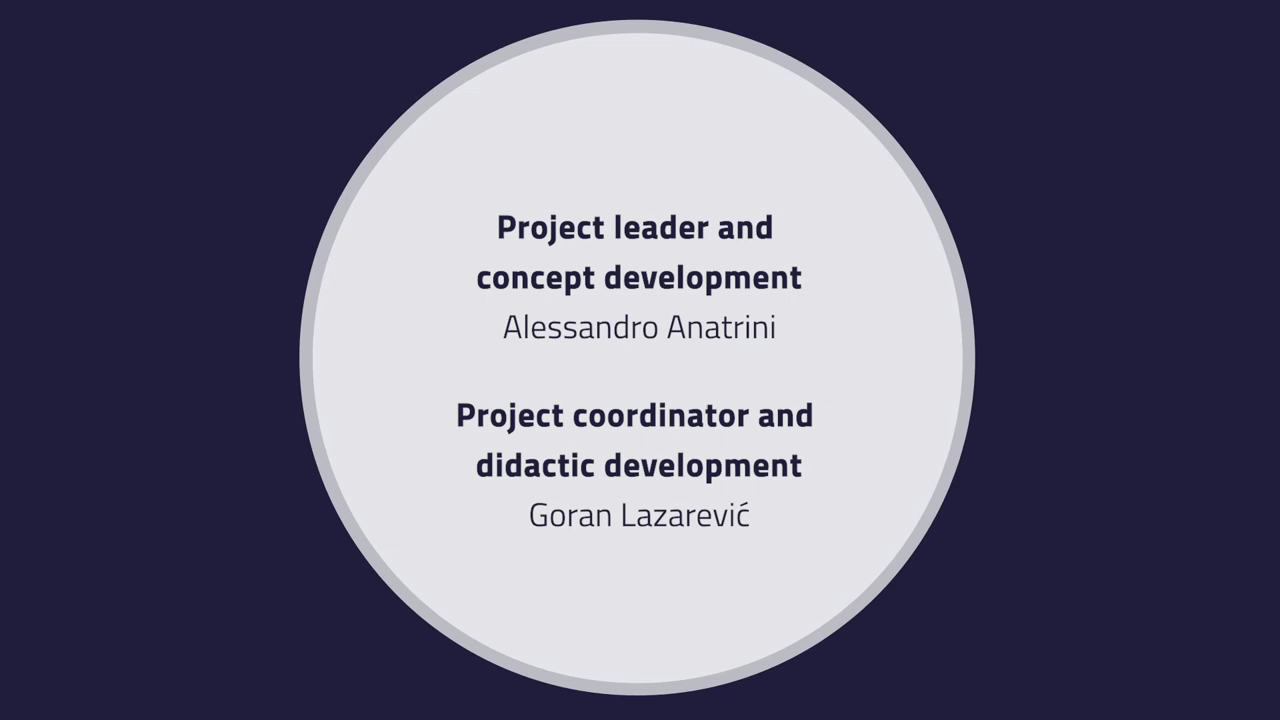 Project leader and
concept development
Alessandro Anatrini
Project coordinator and
didactic development
Goran Lazarević